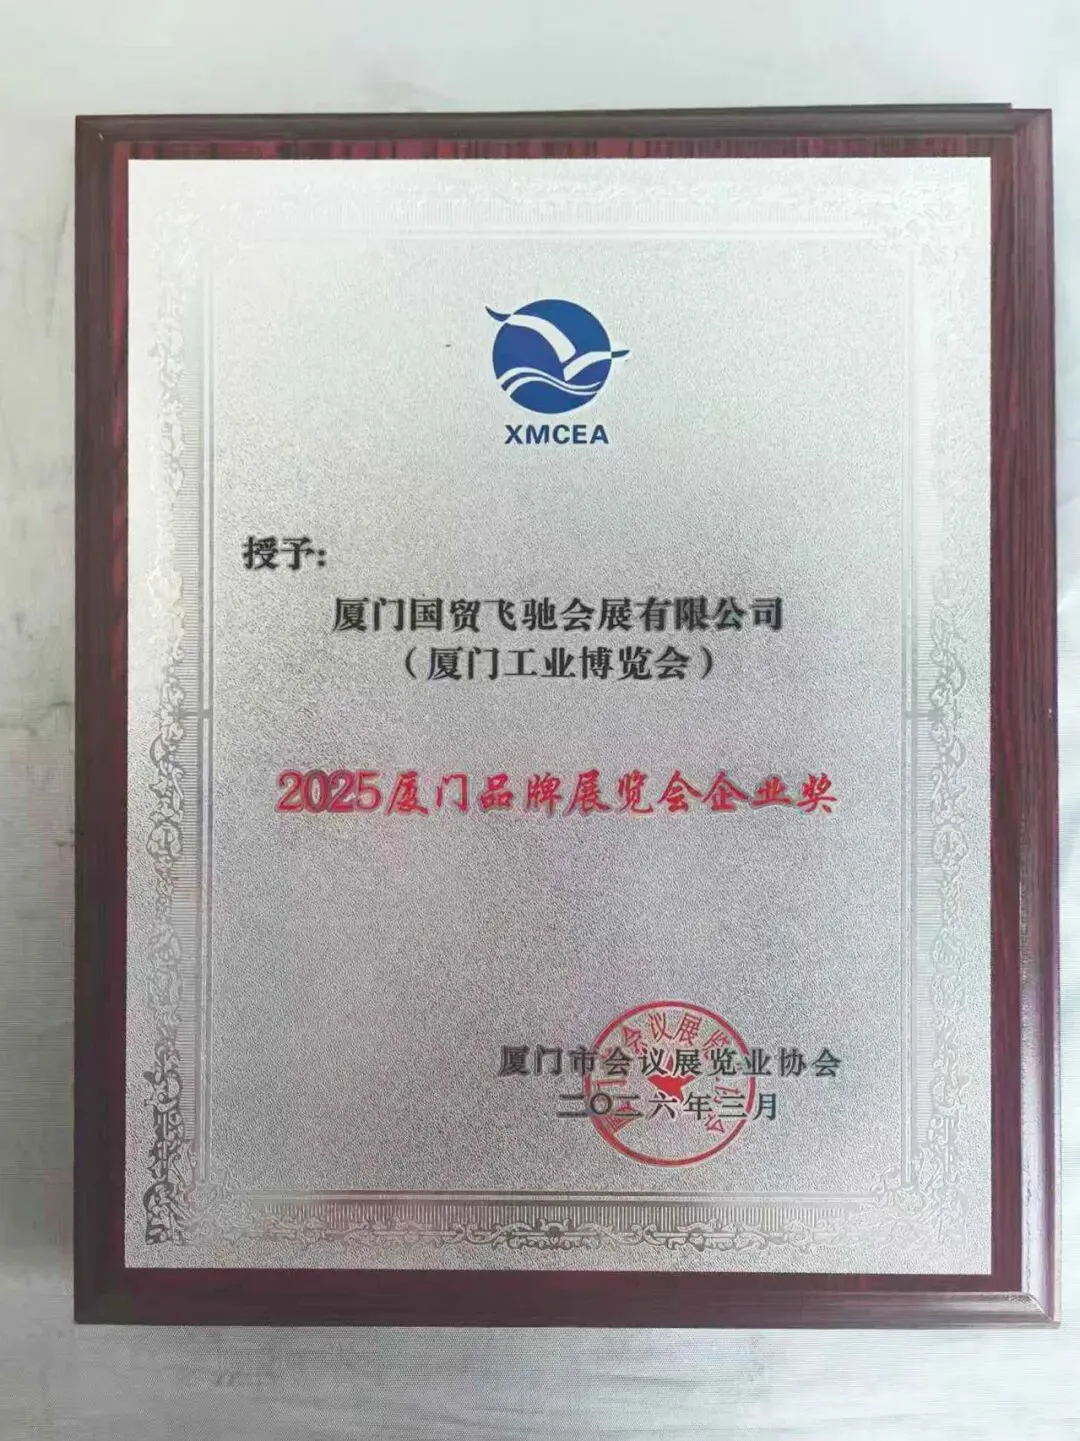 XMCEA
授予:
厦门国贸飞驰会展有限公司
（厦门工业博览会）
2025厦门品牌展览会企业奖
厦门市会议展览业协会
二〇二六年三月